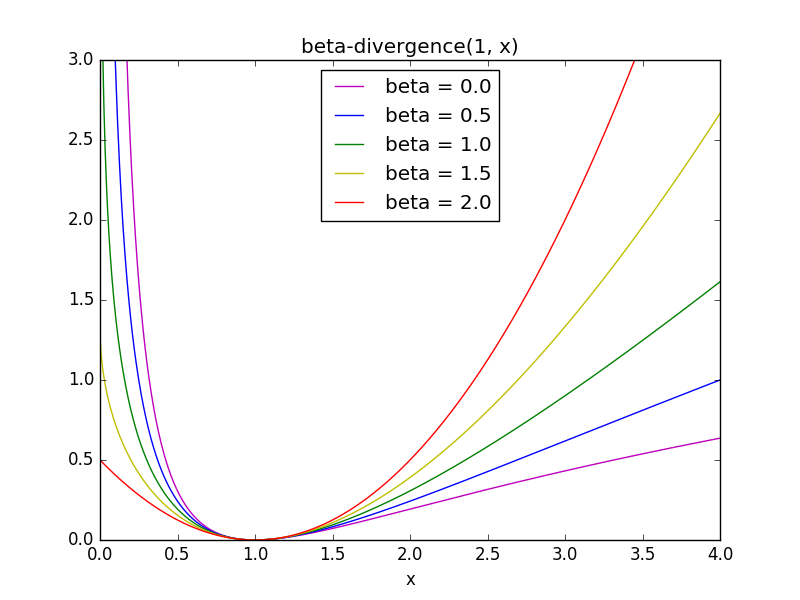 beta-divergence(1, x)
3.0
2.5
2.0
1.5
1.0
0.5
0.0
beta = 0.0
beta = 0.5
beta = 1.0
beta = 1.5
beta = 2.0
0.0 0.5 1.0 1.5 2.0 2.5 3.0 3.5 4.0
x